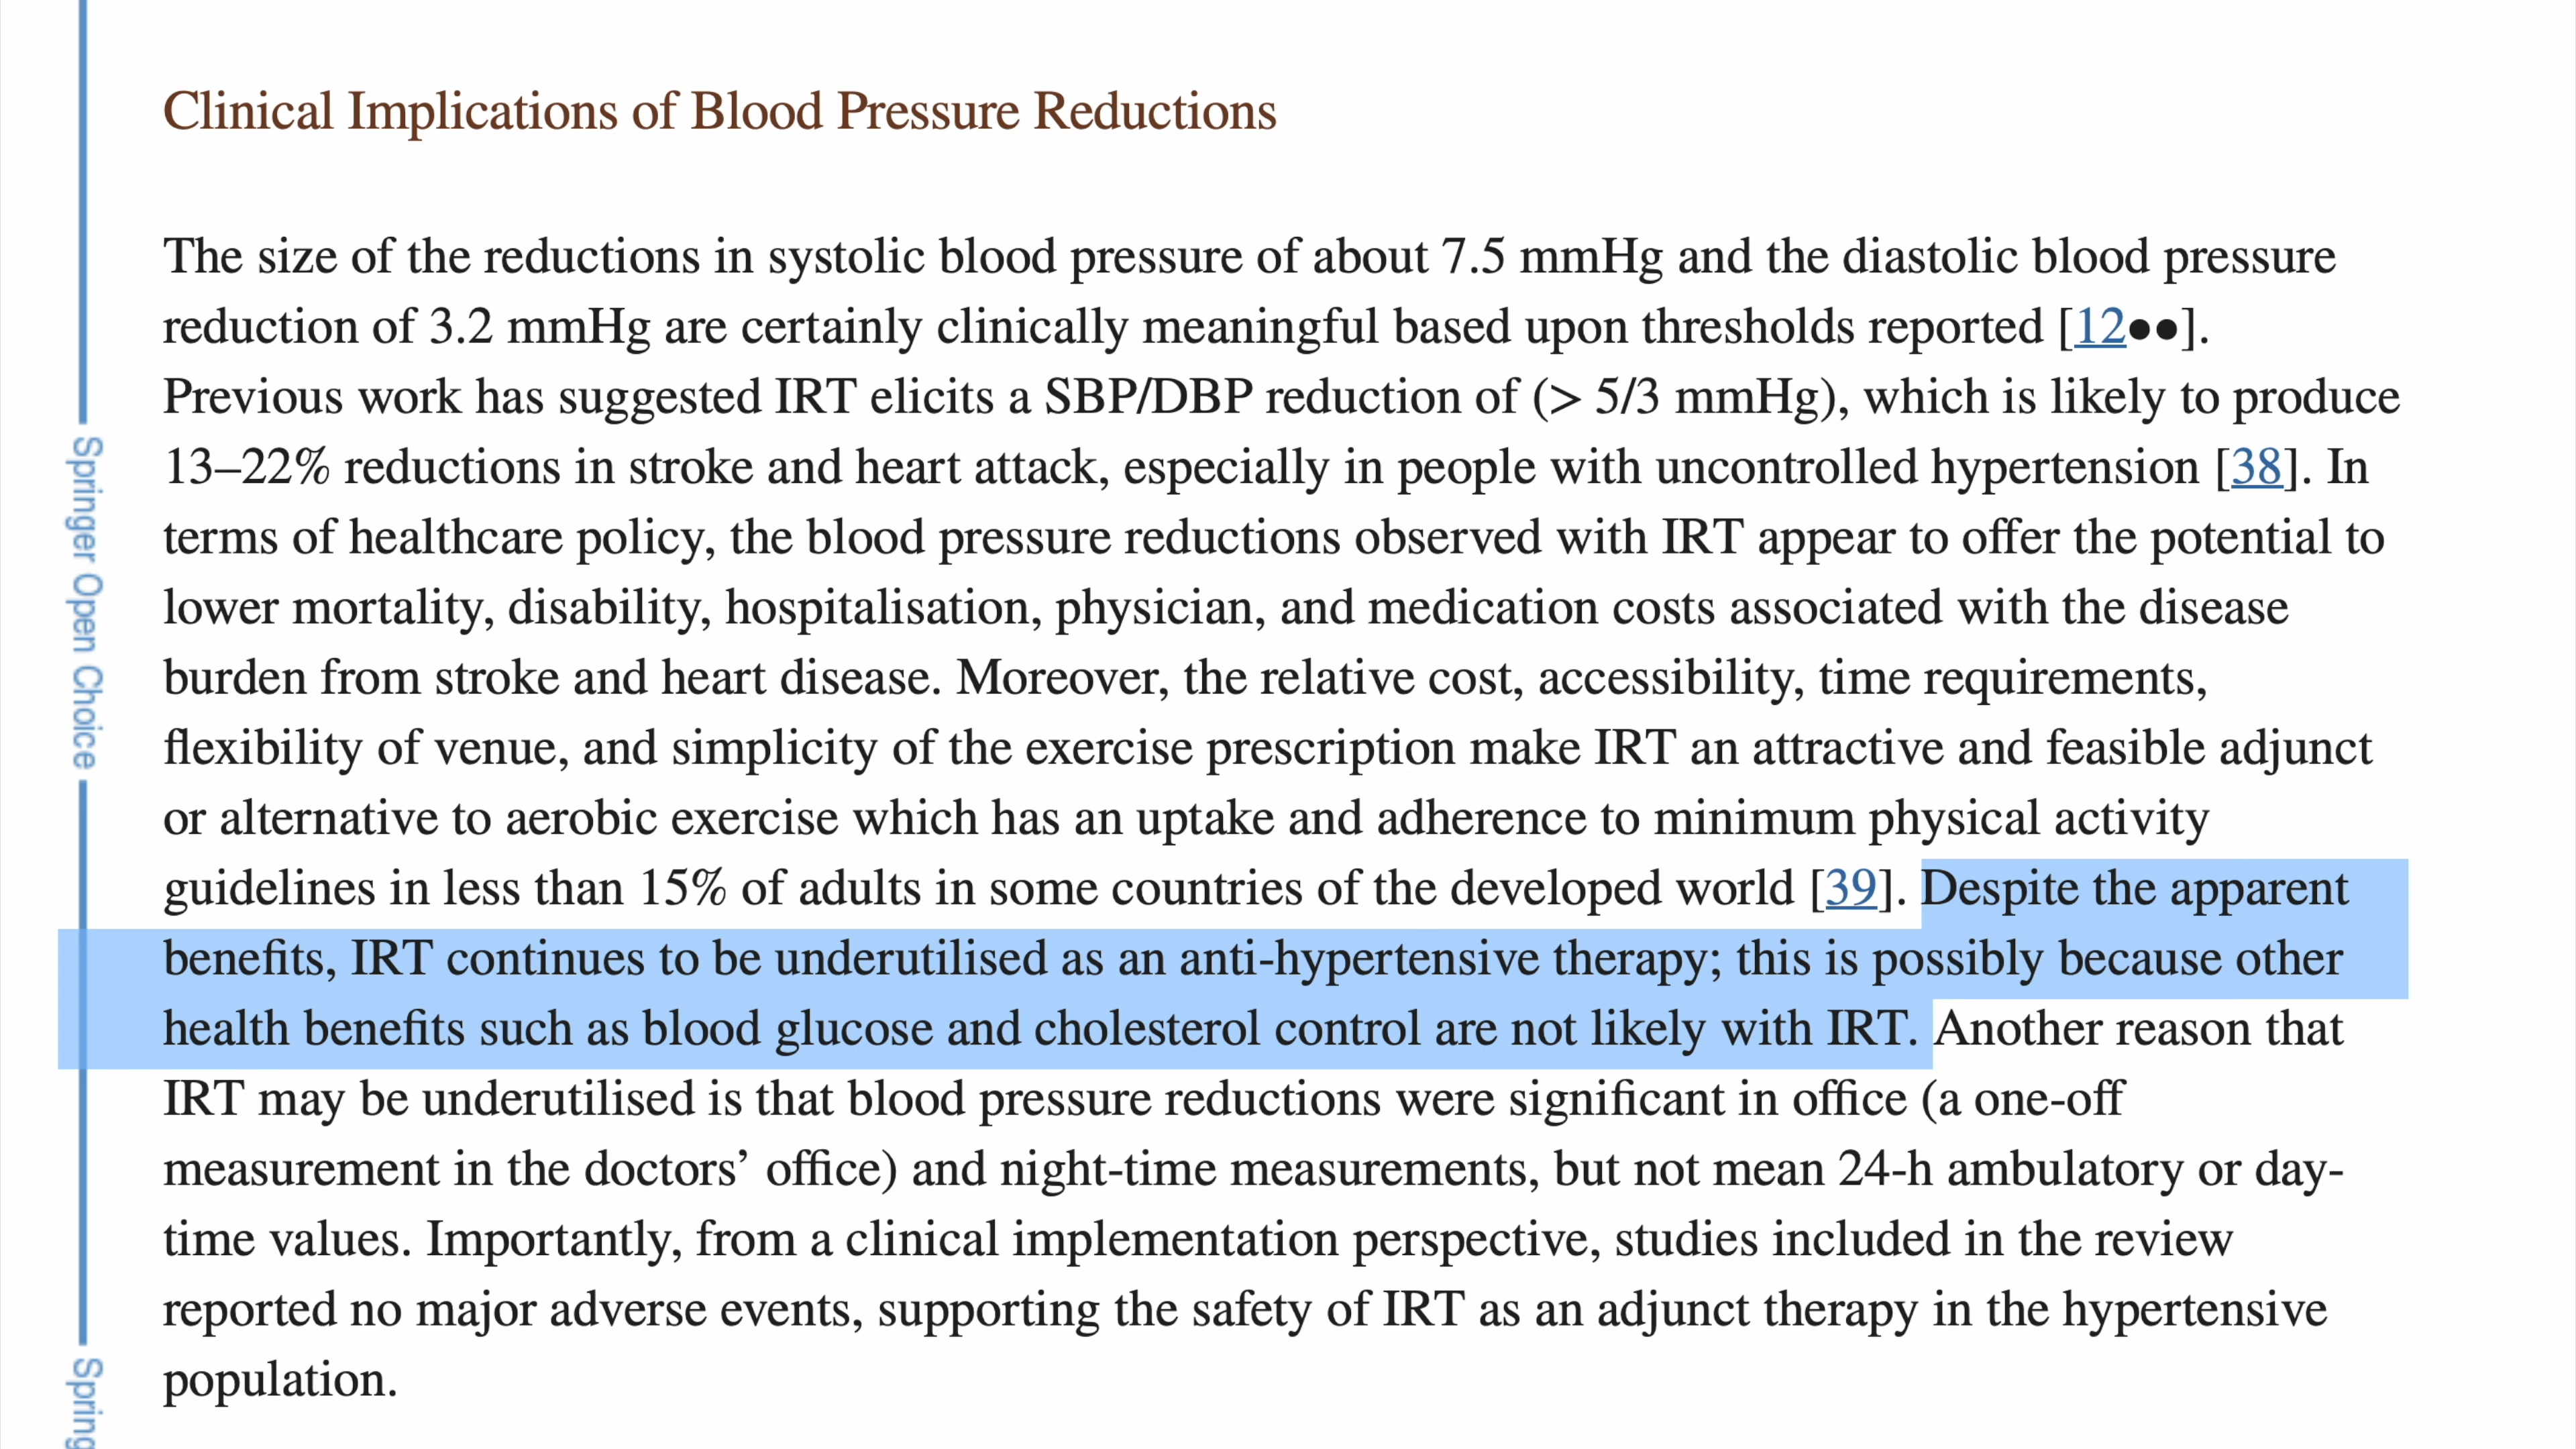 Clinical Implications of Blood Pressure Reductions
The size of the reductions in systolic blood pressure of about 7.5 mmHg and the diastolic blood pressure
reduction of 3.2 mmHg are certainly clinically meaningful based upon thresholds reported [12●●].
Previous work has suggested IRT elicits a SBP/DBP reduction of (> 5/3 mmHg), which is likely to produce
13–22% reductions in stroke and heart attack, especially in people with uncontrolled hypertension [38]. In
terms of healthcare policy, the blood pressure reductions observed with IRT appear to offer the potential to
lower mortality, disability, hospitalisation, physician, and medication costs associated with the disease
burden from stroke and heart disease. Moreover, the relative cost, accessibility, time requirements,
flexibility of venue, and simplicity of the exercise prescription make IRT an attractive and feasible adjunct
or alternative to aerobic exercise which has an uptake and adherence to minimum physical activity
guidelines in less than 15% of adults in some countries of the developed world [39]. Despite the apparent
benefits, IRT continues to be underutilised as an anti-hypertensive therapy; this is possibly because other
health benefits such as blood glucose and cholesterol control are not likely with IRT. Another reason that
IRT may be underutilised is that blood pressure reductions were significant in office (a one-off
measurement in the doctors’ office) and night-time measurements, but not mean 24-h ambulatory or day-
time values. Importantly, from a clinical implementation perspective, studies included in the review
reported no major adverse events, supporting the safety of IRT as an adjunct therapy in the hypertensive
population.
Springer Open Choice
Spring